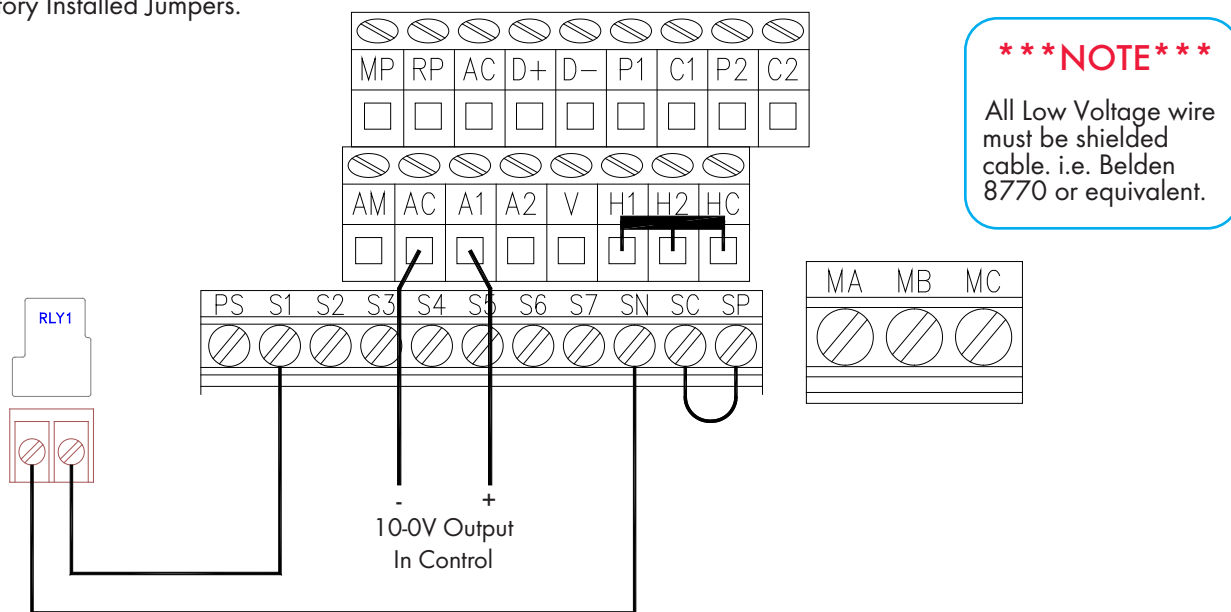 Installed Jumpers.
MP RP AC D+ D- P1 C1 P2 C2
***NOTE***
All Low Voltage wire
must be shielded
cable. i.e. Belden
8770 or equivalent.
AM AC A1 A2 V H1 H2 HC
PS S1 S2 S3 S4 S5 S6 S7 SN SC SP
MA MB MC
RLY1
- +
10-0V Output
In Control